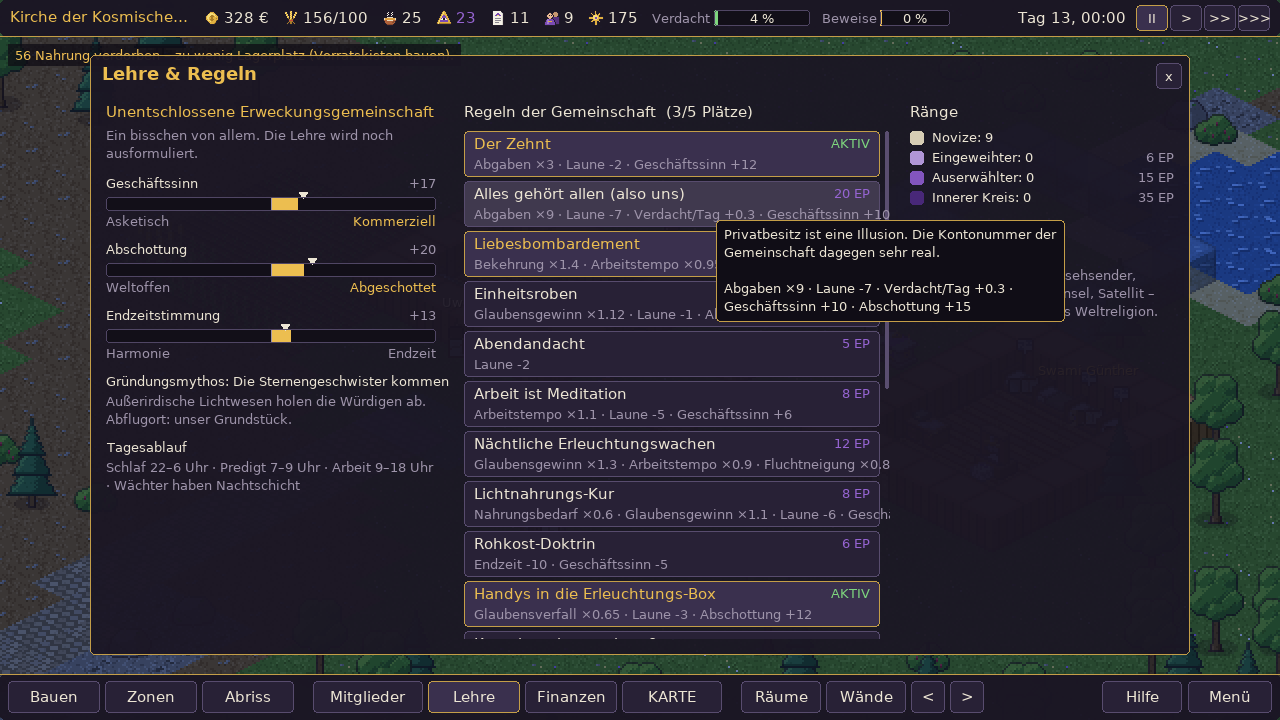 Kirche der Kosmische...
328 €
156/100
25
23
11
9
175
Verdacht
4 %
Beweise
0 %
Tag 13, 00:00
II
>
>>
>>>
56 Nahrung verdorben – zu wenig Lagerplatz (Vorratskisten bauen)
Lehre & Regeln
x
Unentschlossene Erweckungsgemeinschaft
Ein bisschen von allem. Die Lehre wird noch
ausformuliert.
Geschäftssinn
+17
Asketisch
Kommerziell
Abschottung
+20
Weltoffen
Abgeschottet
Endzeitstimmung
+13
Harmonie
Endzeit
Gründungsmythos: Die Sternengeschwister kommen
Außerirdische Lichtwesen holen die Würdigen ab.
Abflugort: unser Grundstück.
Tagesablauf
Schlaf 22–6 Uhr · Predigt 7–9 Uhr · Arbeit 9–18 Uhr
· Wächter haben Nachtschicht
Regeln der Gemeinschaft (3/5 Plätze)
Der Zehnt
AKTIV
Abgaben ×3 · Laune -2 · Geschäftssinn +12
Alles gehört allen (also uns)
20 EP
Abgaben ×9 · Laune -7 · Verdacht/Tag +0.3 · Geschäftssinn +10
Liebesbombardement
Bekehrung ×1.4 · Arbeitstempo ×0.9
Einheitsroben
Glaubensgewinn ×1.12 · Laune -1 · A
Abendandacht
5 EP
Laune -2
Arbeit ist Meditation
8 EP
Arbeitstempo ×1.1 · Laune -5 · Geschäftssinn +6
Nächtliche Erleuchtungswachen
12 EP
Glaubensgewinn ×1.3 · Arbeitstempo ×0.9 · Fluchtneigung ×0.8
Lichtnahrungs-Kur
8 EP
Nahrungsbedarf ×0.6 · Glaubensgewinn ×1.1 · Laune -6 · Gesch
Rohkost-Doktrin
6 EP
Endzeit -10 · Geschäftssinn -5
Handys in die Erleuchtungs-Box
AKTIV
Glaubensverfall ×0.65 · Laune -3 · Abschottung +12
Ränge
Novize: 9
Eingeweihter: 0
6 EP
Auserwählter: 0
15 EP
Innerer Kreis: 0
35 EP
Privatbesitz ist eine Illusion. Die Kontonummer der
Gemeinschaft dagegen sehr real.
Abgaben ×9 · Laune -7 · Verdacht/Tag +0.3 ·
Geschäftssinn +10 · Abschottung +15
sehsender,
nsel, Satellit –
s Weltreligion.
Swami Günther
Bauen
Zonen
Abriss
Mitglieder
Lehre
Finanzen
KARTE
Räume
Wände
<
>
Hilfe
Menü